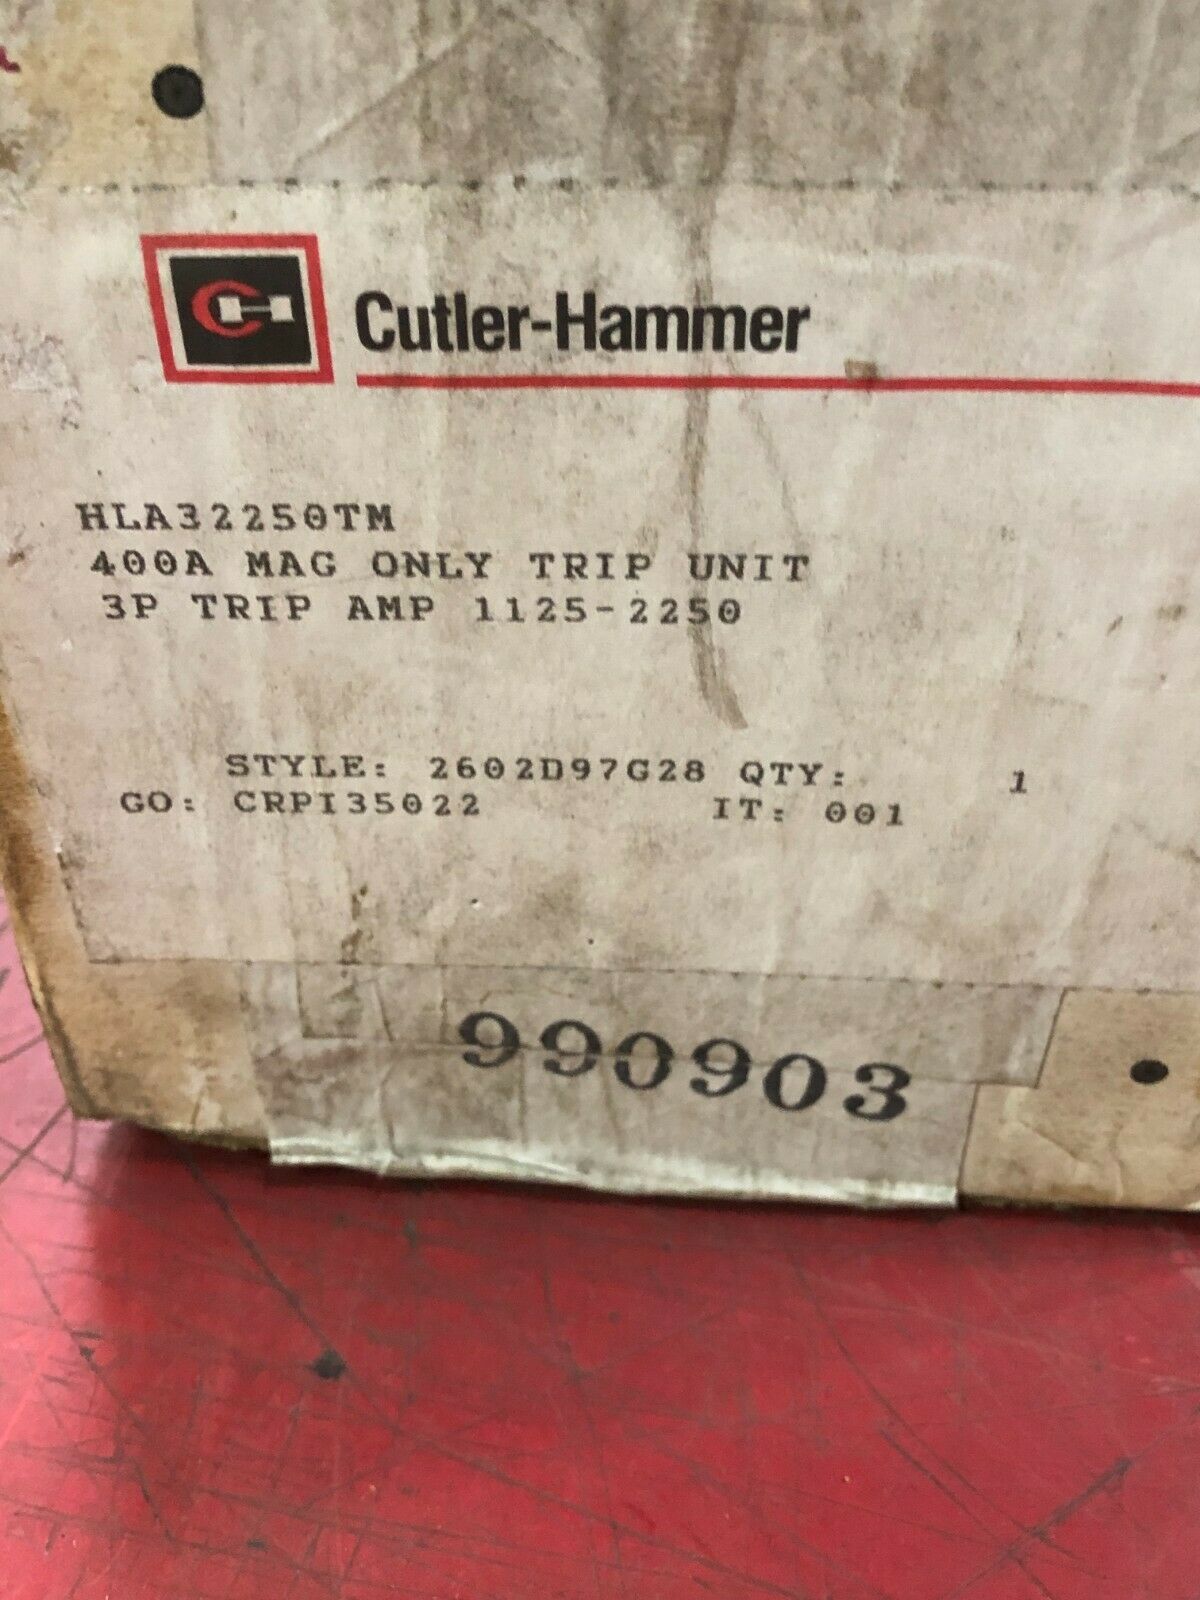 CH Cutler-Hammer
HLA32250TM
400A MAG ONLY TRIP UNIT
3P TRIP AMP 1125-2250
STYLE: 2602D97G28 QTY: 1
GO: CRPI35022 IT: 001
990903